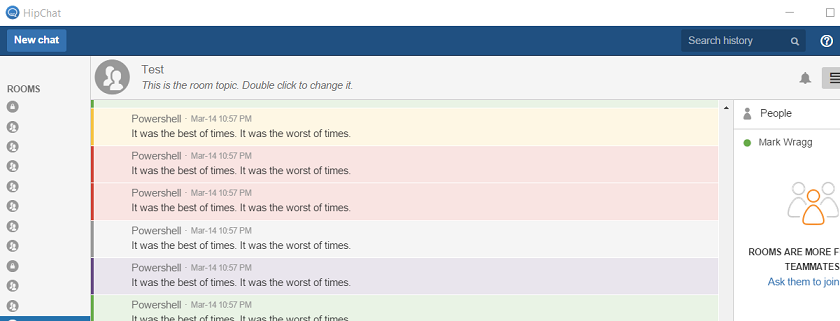 HipChat
New chat
Search history
ROOMS
Test
This is the room topic. Double click to change it.
Powershell · Mar-14 10:57 PM
It was the best of times. It was the worst of times.
Powershell · Mar-14 10:57 PM
It was the best of times. It was the worst of times.
Powershell · Mar-14 10:57 PM
It was the best of times. It was the worst of times.
Powershell · Mar-14 10:57 PM
It was the best of times. It was the worst of times.
Powershell · Mar-14 10:57 PM
It was the best of times. It was the worst of times.
Powershell · Mar-14 10:57 PM
It was the best of times. It was the worst of times.
People
Mark Wragg
ROOMS ARE MORE F
TEAMMATES
Ask them to join